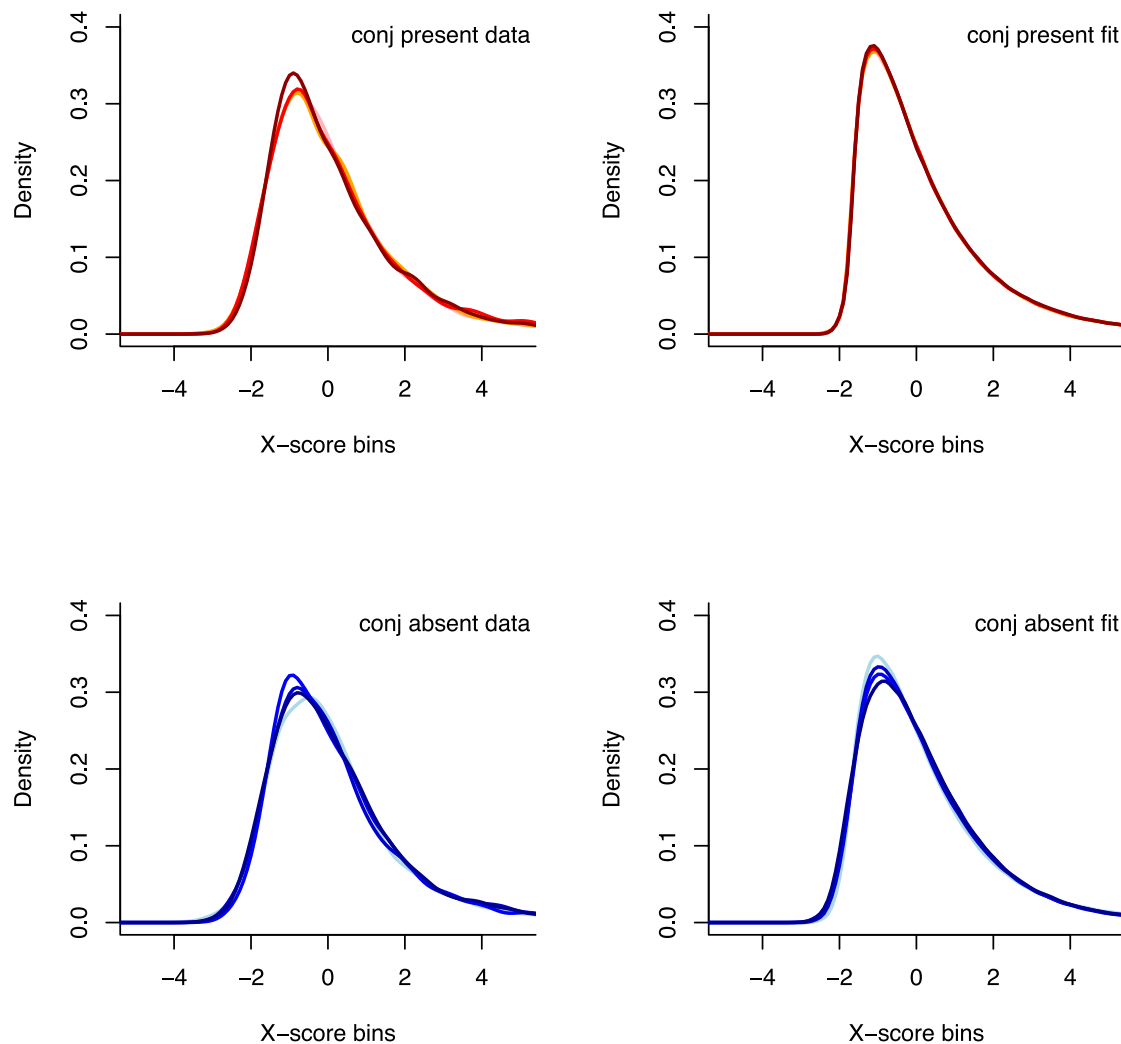 conj present data
Density
0.0 0.1 0.2 0.3 0.4
−4 −2 0 2 4
X−score bins
conj present fit
Density
0.0 0.1 0.2 0.3 0.4
−4 −2 0 2 4
X−score bins
conj absent data
Density
0.0 0.1 0.2 0.3 0.4
−4 −2 0 2 4
X−score bins
conj absent fit
Density
0.0 0.1 0.2 0.3 0.4
−4 −2 0 2 4
X−score bins